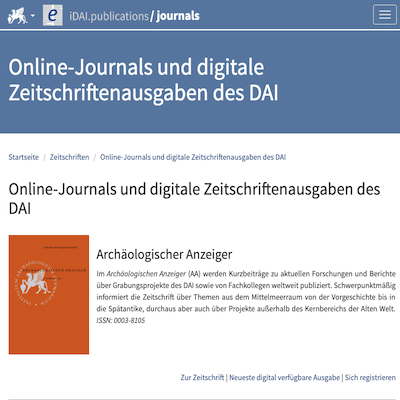 e iDAI.publications / journals
Online-Journals und digitale
Zeitschriftenausgaben des DAI
Startseite / Zeitschriften / Online-Journals und digitale Zeitschriftenausgaben des DAI
Online-Journals und digitale Zeitschriftenausgaben des
DAI
Archäologischer Anzeiger
Im Archäologischen Anzeiger (AA) werden Kurzbeiträge zu aktuellen Forschungen und Berichte
über Grabungsprojekte des DAI sowie von Fachkollegen weltweit publiziert. Schwerpunktmäßig
informiert die Zeitschrift über Themen aus dem Mittelmeerraum von der Vorgeschichte bis in
die Spätantike, durchaus aber auch über Projekte außerhalb des Kernbereichs der Alten Welt.
ISSN: 0003-8105
Zur Zeitschrift | Neueste digital verfügbare Ausgabe | Sich registrieren